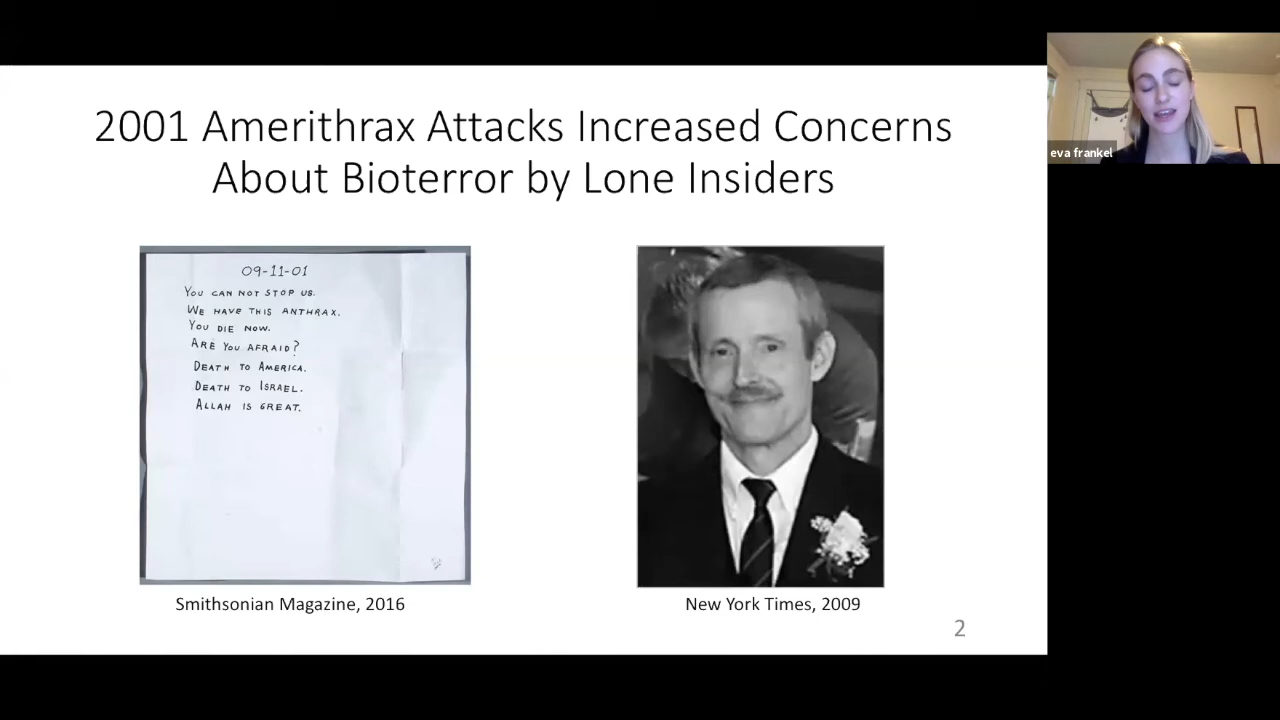 2001 Amerithrax Attacks Increased Concerns
About Bioterror by Lone Insiders
eva frankel
09-11-01
YOU CAN NOT STOP US.
WE HAVE THIS ANTHRAX.
YOU DIE NOW.
ARE YOU AFRAID?
DEATH TO AMERICA.
DEATH TO ISRAEL.
ALLAH IS GREAT.
Smithsonian Magazine, 2016
New York Times, 2009
2